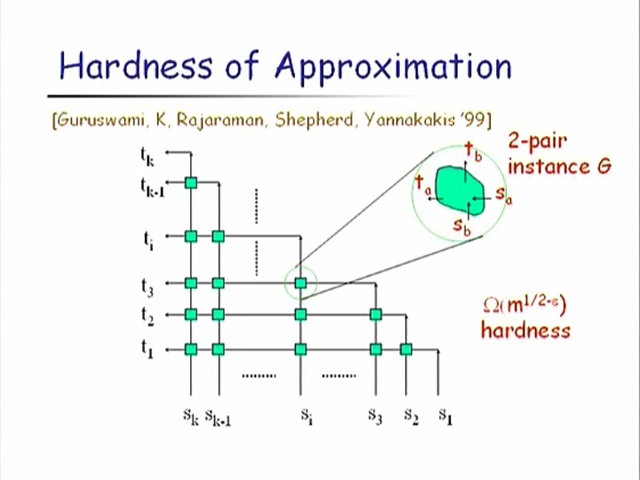 Hardness of Approximation
[Guruswami, K, Rajaraman, Shepherd, Yannakakis '99]
2-pair
instance G
t_k
t_k-1
t_i
t_3
t_2
t_1
t_b
t_a
s_a
s_b
Ω(m^1/2-ε)
hardness
s_k s_k-1 s_i s_3 s_2 s_1